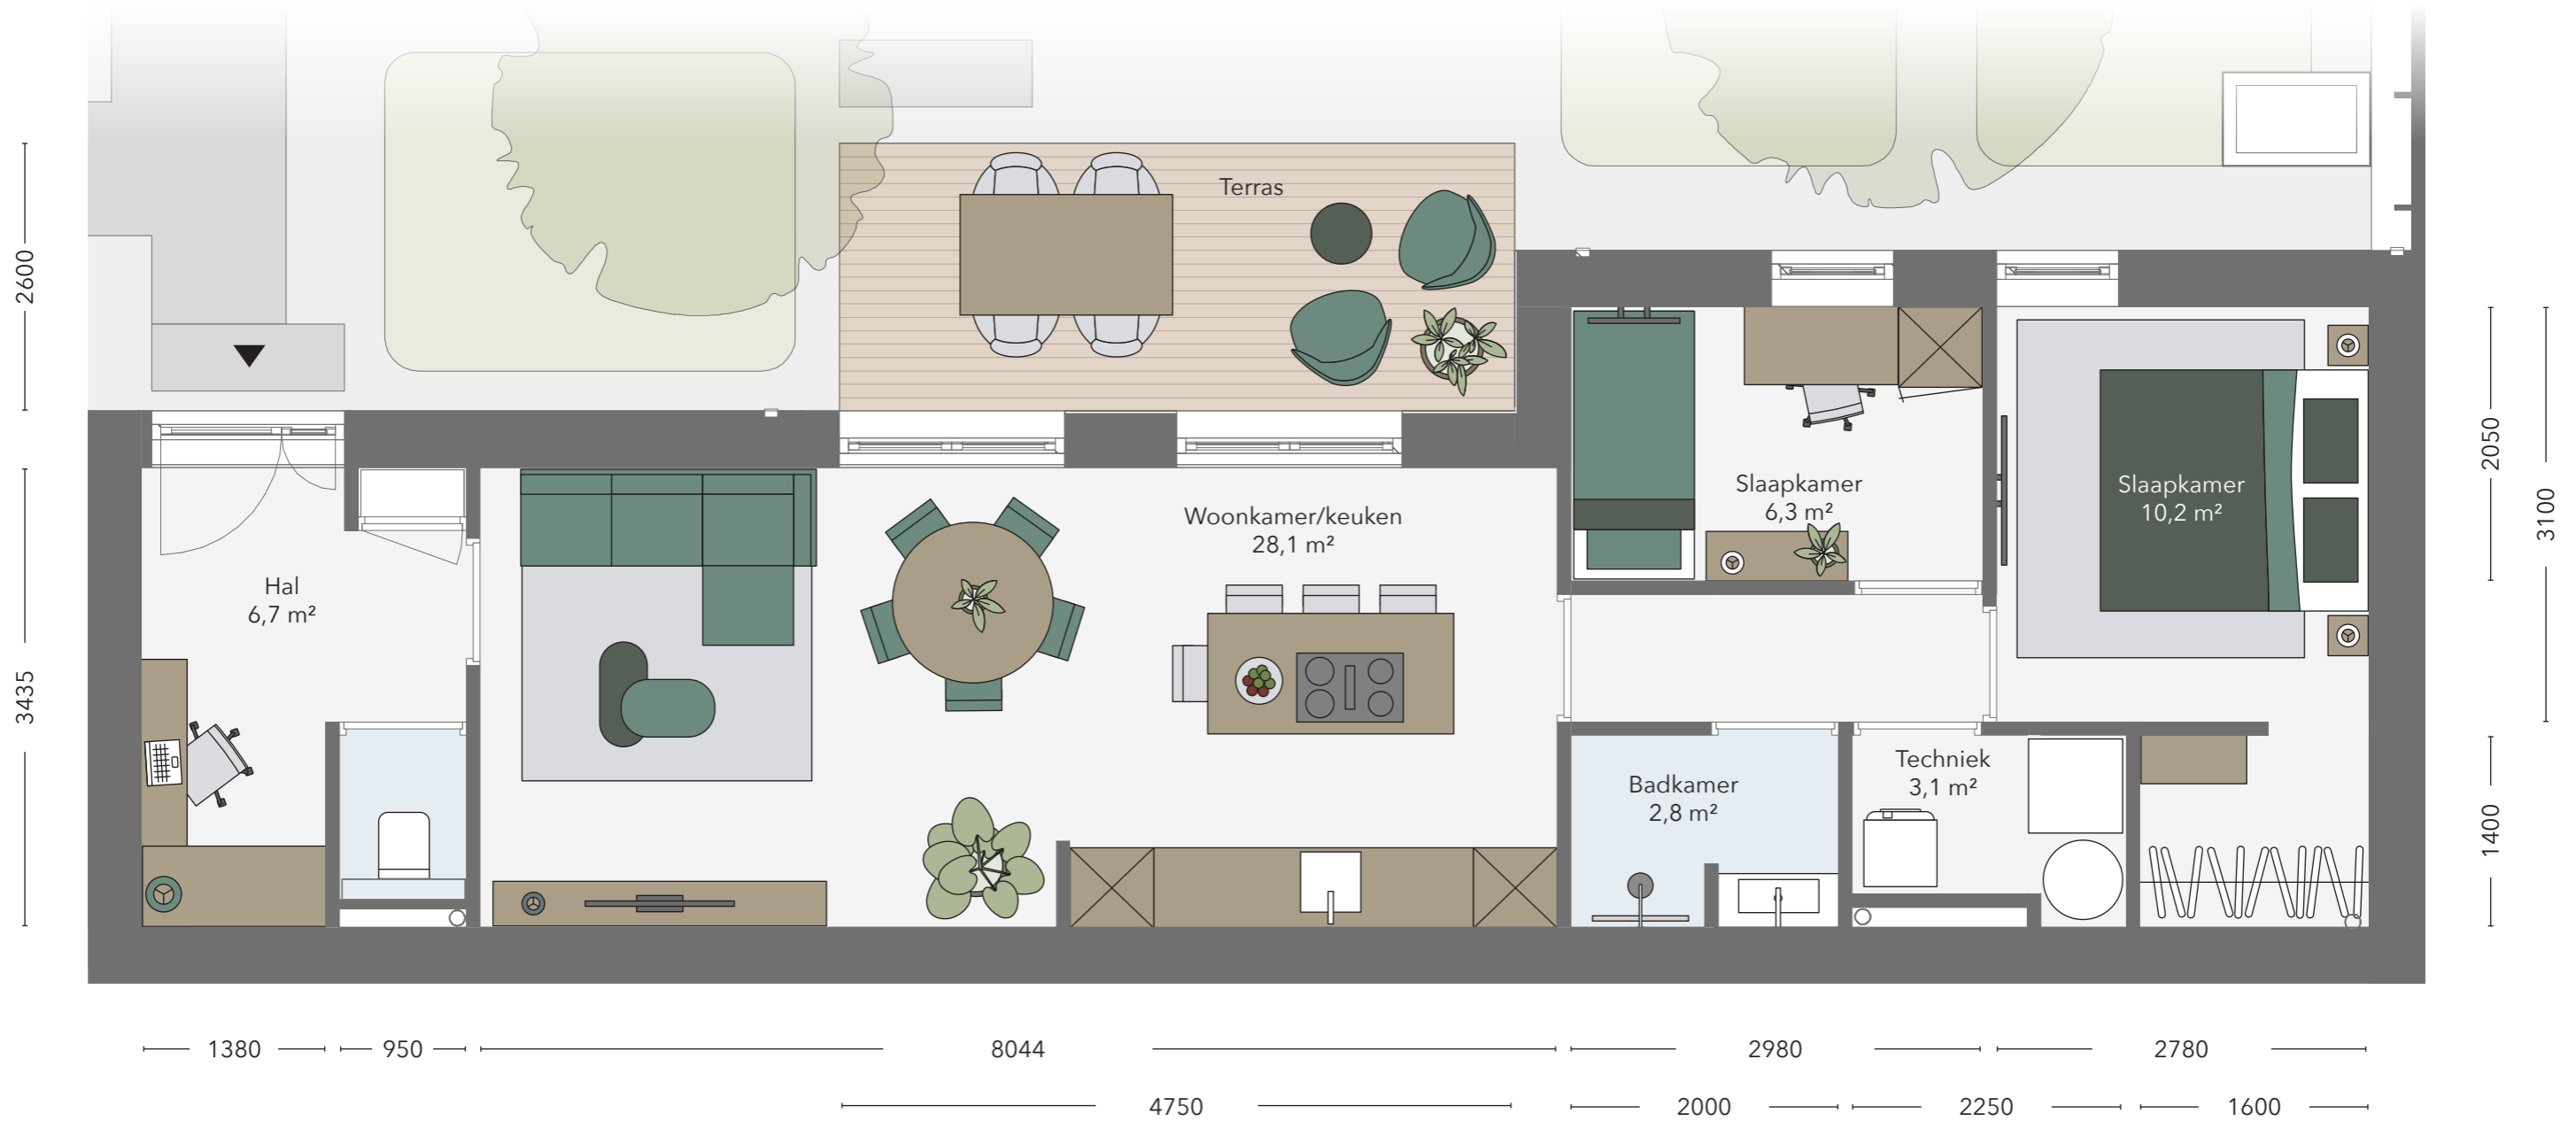 Terras
2600
Slaapkamer
6,3 m²
Slaapkamer
10,2 m²
2050
3100
Woonkamer/keuken
28,1 m²
Hal
6,7 m²
3435
Techniek
3,1 m²
Badkamer
2,8 m²
1400
1380
950
8044
2980
2780
4750
2000
2250
1600